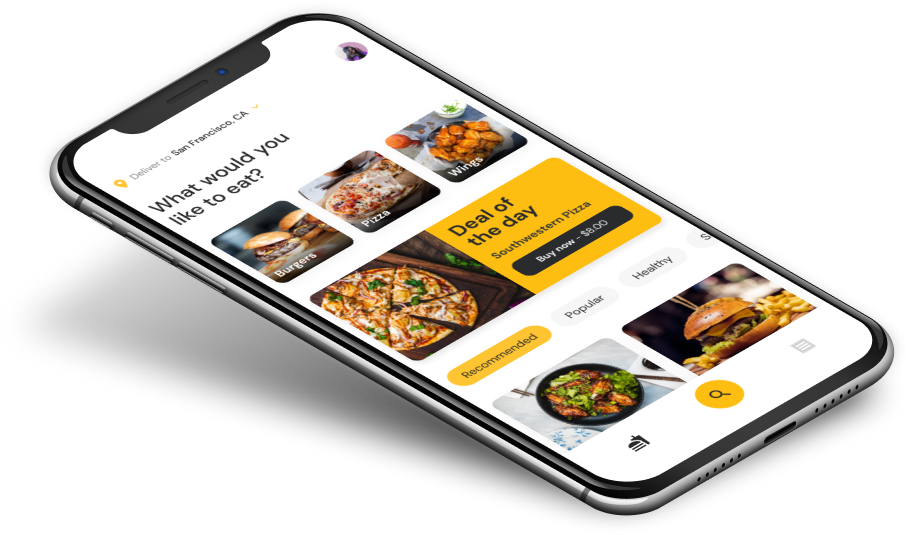 Deliver to San Francisco, CA
What would you
like to eat?
Burgers
Pizza
Wings
Deal of
the day
Southwestern Pizza
Buy now – $8.00
Recommended
Popular
Healthy
S